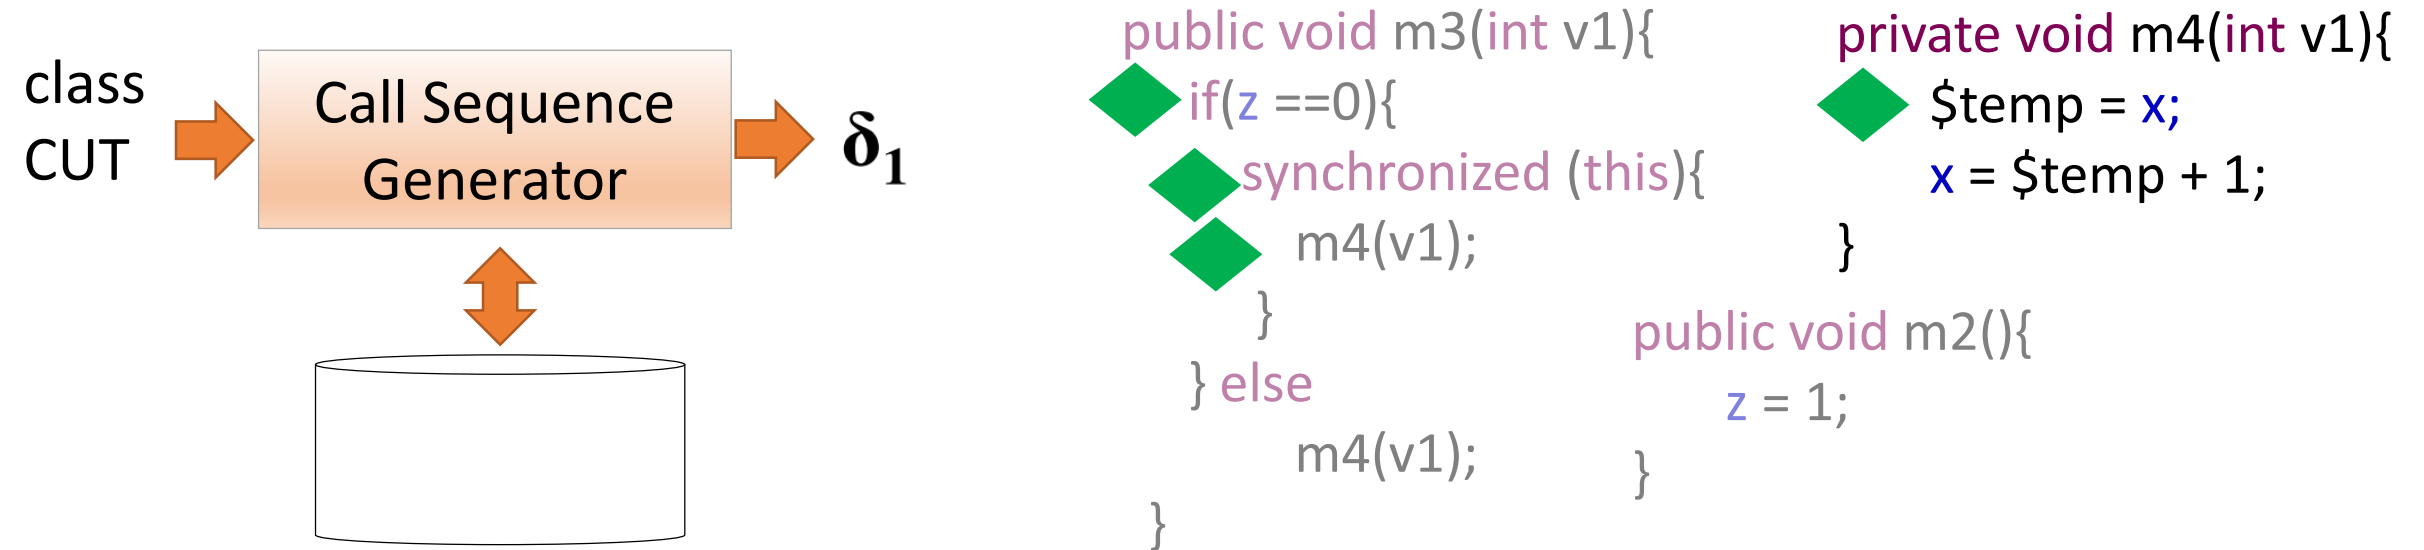 class
CUT
Call Sequence
Generator
δ1
public void m3(int v1){
if(z ==0){
synchronized (this){
m4(v1);
}
} else
m4(v1);
}
private void m4(int v1){
$temp = x;
x = $temp + 1;
}
public void m2(){
z = 1;
}